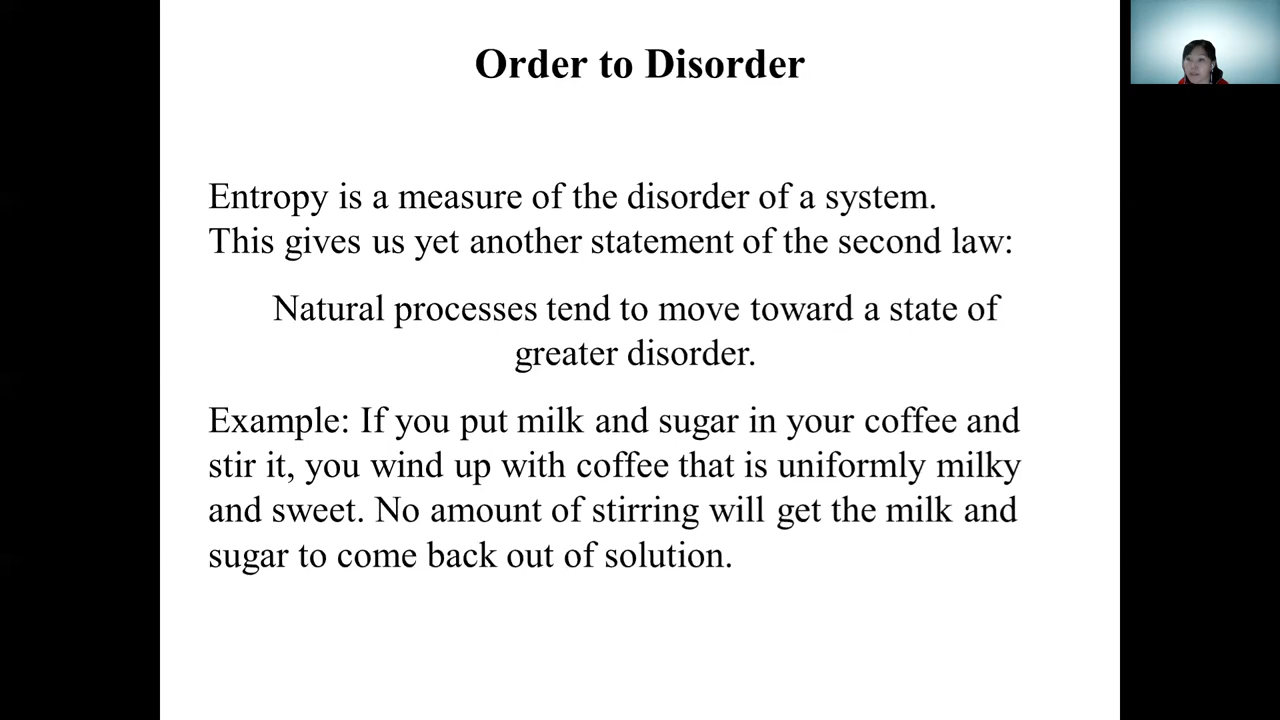 Order to Disorder
Entropy is a measure of the disorder of a system.
This gives us yet another statement of the second law:
Natural processes tend to move toward a state of
greater disorder.
Example: If you put milk and sugar in your coffee and
stir it, you wind up with coffee that is uniformly milky
and sweet. No amount of stirring will get the milk and
sugar to come back out of solution.